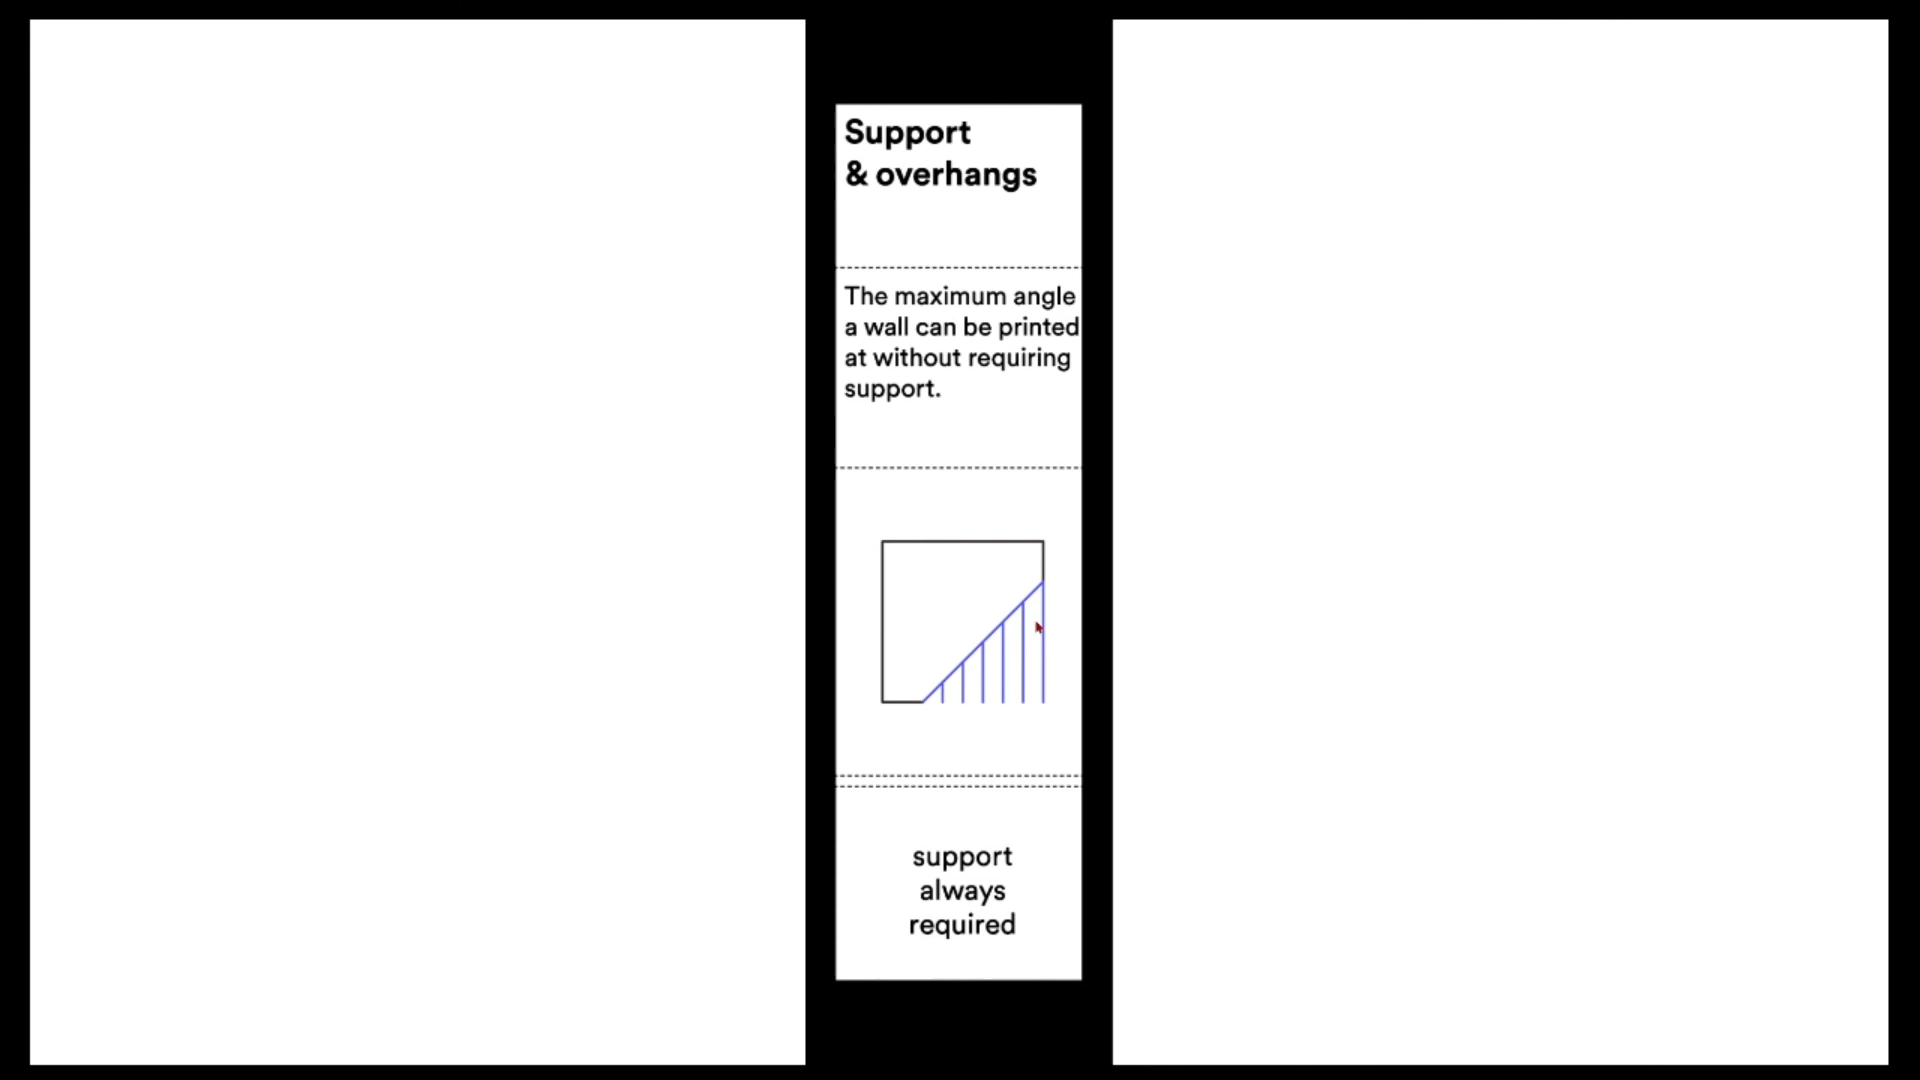 Support
& overhangs
The maximum angle
a wall can be printed
at without requiring
support.
support
always
required